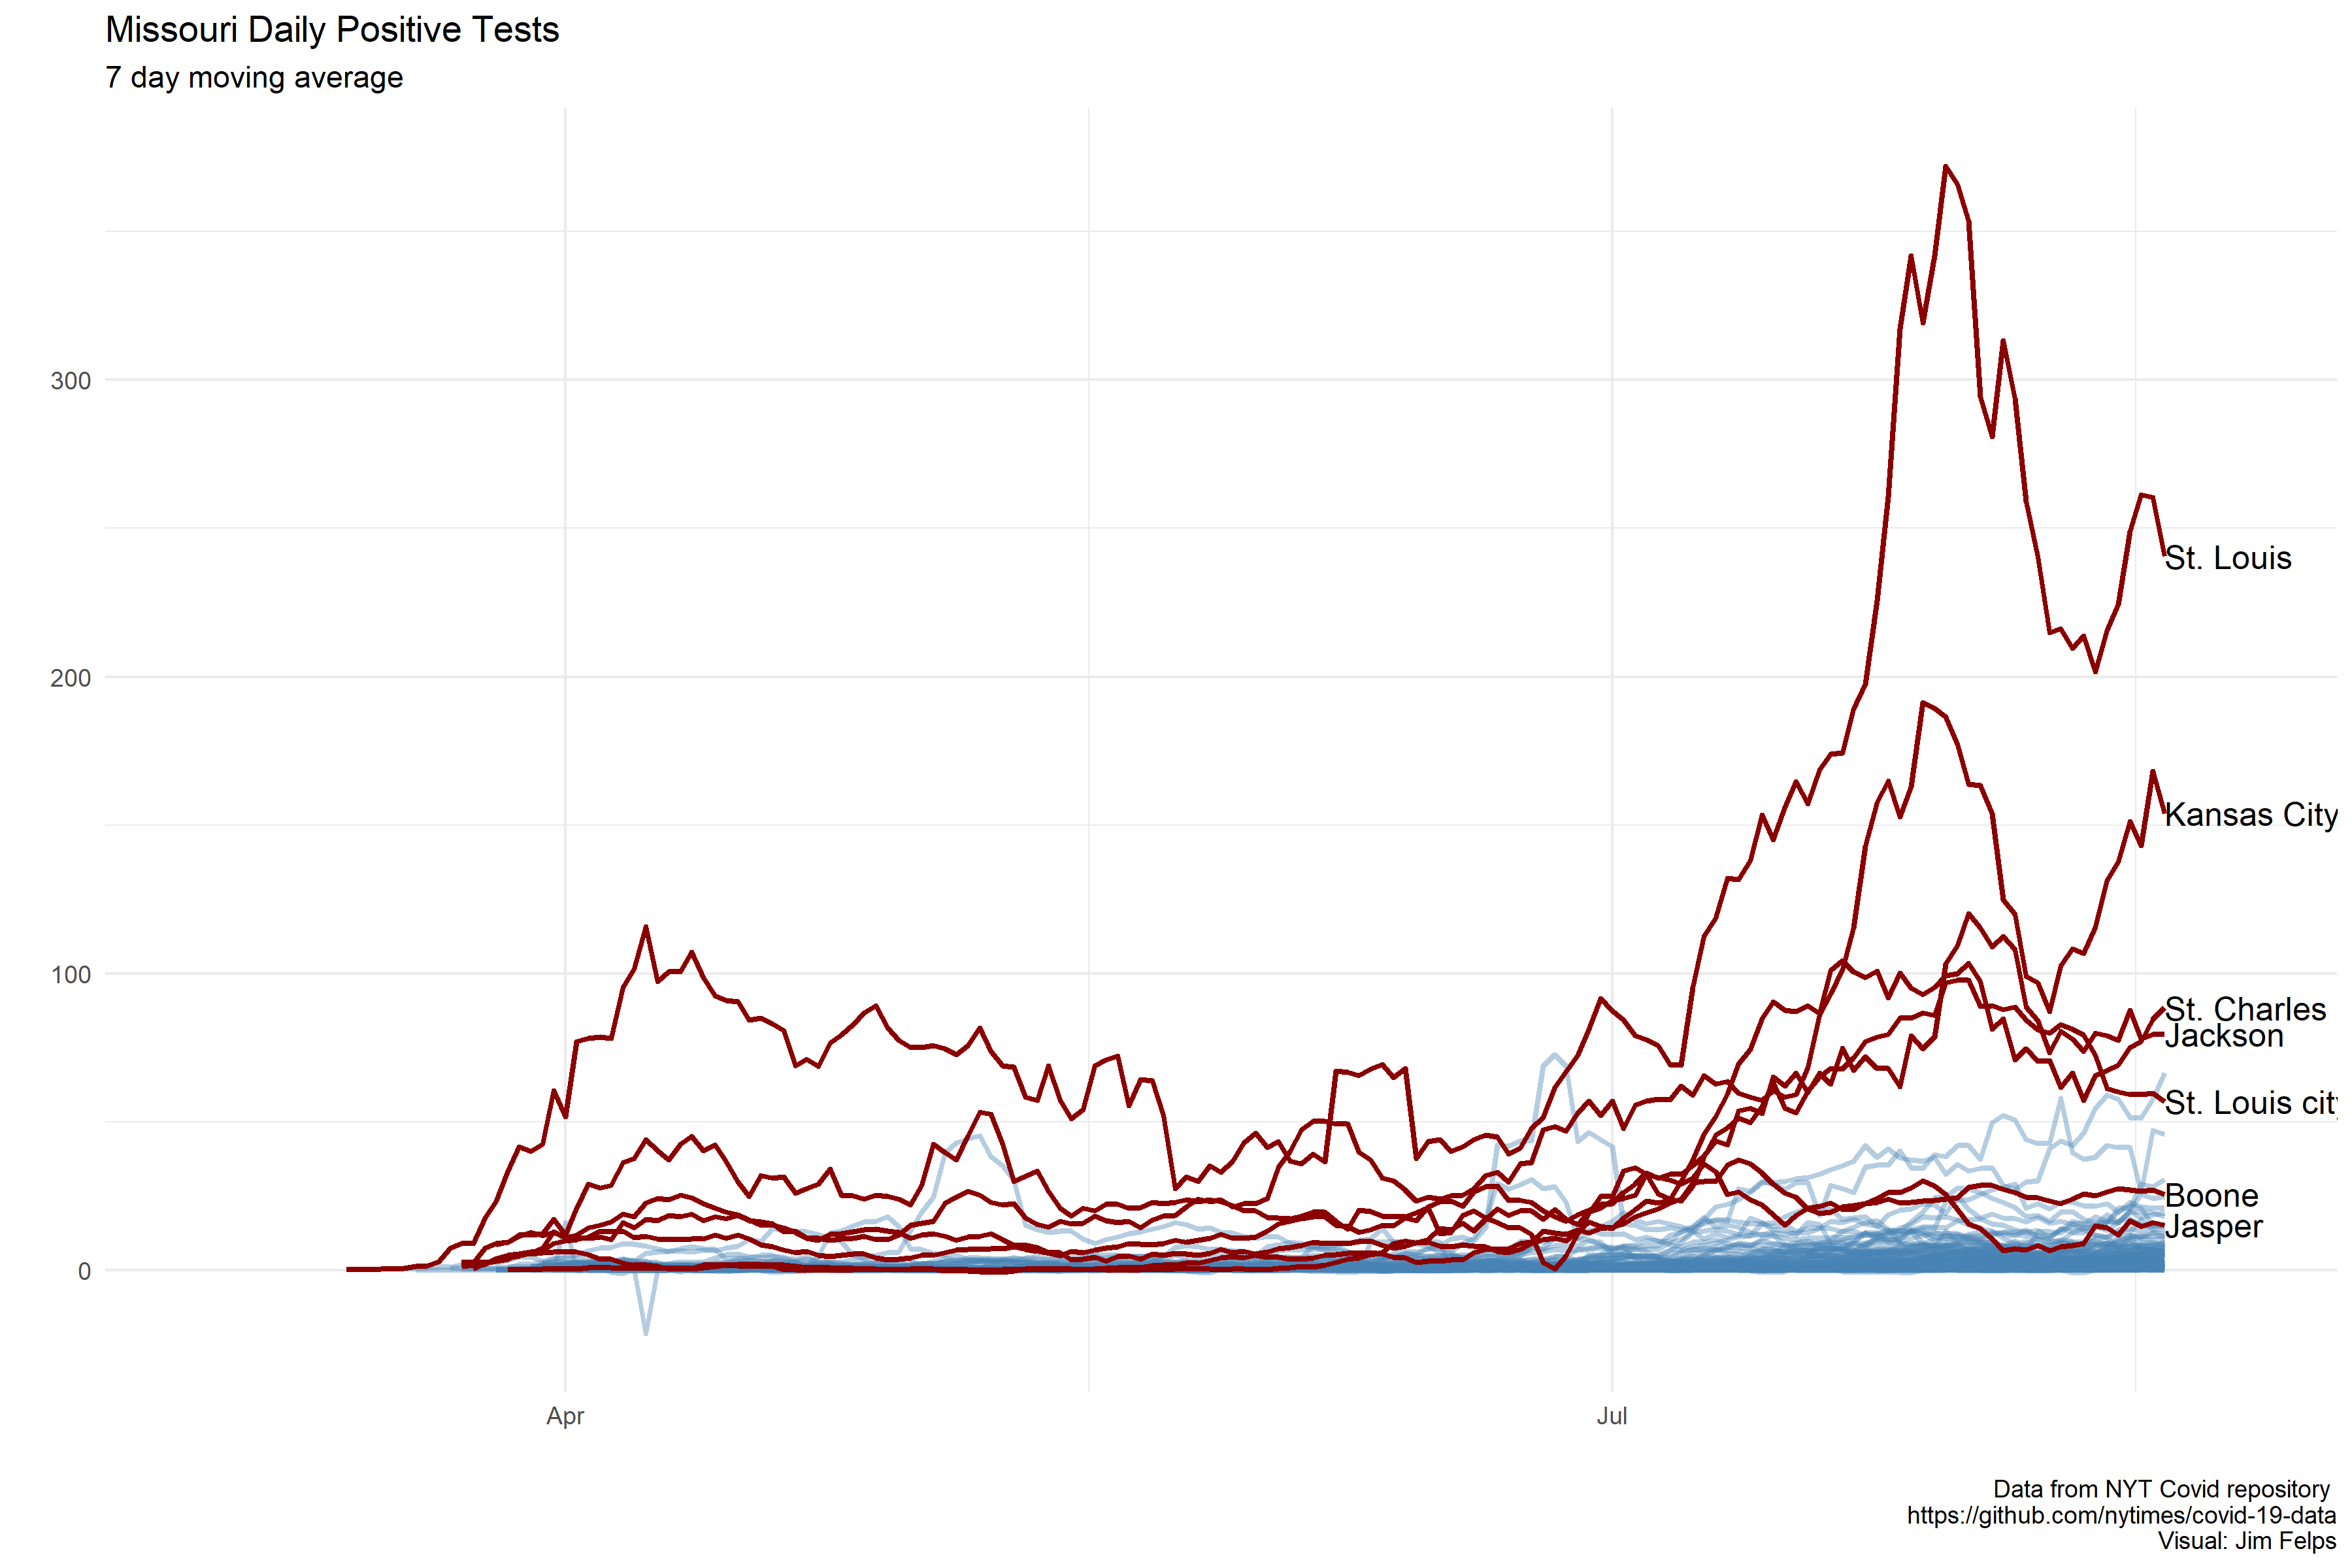 Missouri Daily Positive Tests
7 day moving average
300
200
100
0
St. Louis
Kansas City
St. Charles
Jackson
St. Louis city
Boone
Jasper
Apr
Jul
Data from NYT Covid repository
https://github.com/nytimes/covid-19-data
Visual: Jim Felps